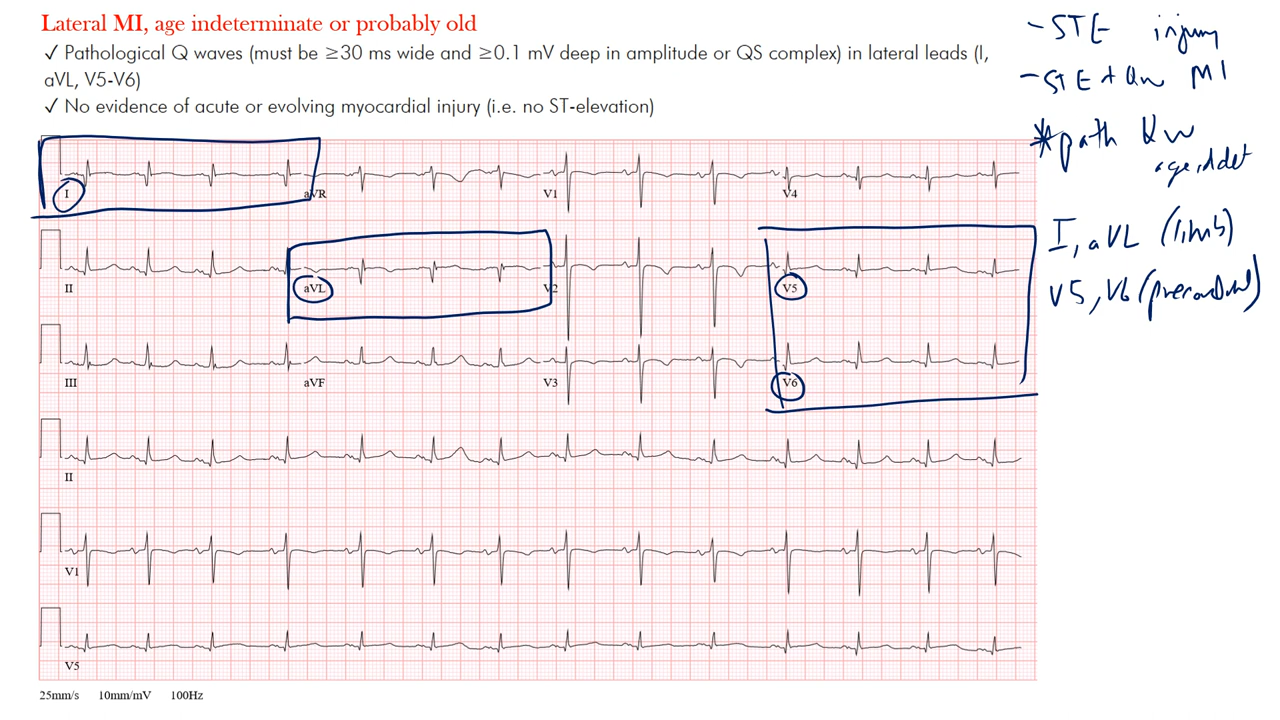 Lateral MI, age indeterminate or probably old
✓ Pathological Q waves (must be ≥30 ms wide and ≥0.1 mV deep in amplitude or QS complex) in lateral leads (I,
aVL, V5-V6)
✓ No evidence of acute or evolving myocardial injury (i.e. no ST-elevation)
- STE injury
- STE + Qw MI
*path Qw
age indet
I, aVL (limb)
V5, V6 (precordial)
I aVR V1 V4
II aVL V2 V5
III aVF V3 V6
II
V1
V5
25mm/s 10mm/mV 100Hz